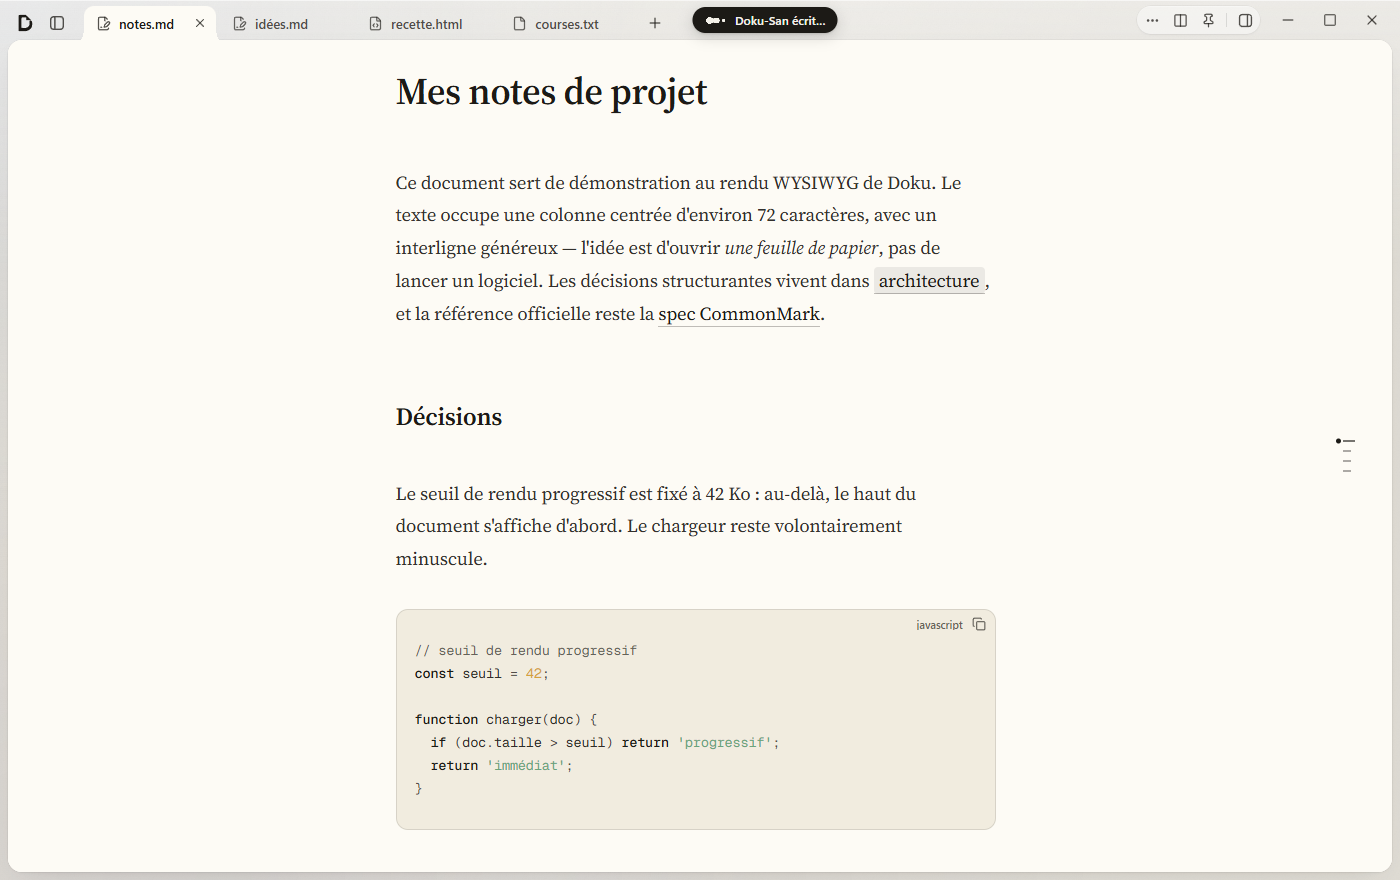 notes.md
idées.md
recette.html
courses.txt
Doku-San écrit...
Mes notes de projet
Ce document sert de démonstration au rendu WYSIWYG de Doku. Le
texte occupe une colonne centrée d'environ 72 caractères, avec un
interligne généreux — l'idée est d'ouvrir une feuille de papier, pas de
lancer un logiciel. Les décisions structurantes vivent dans architecture ,
et la référence officielle reste la spec CommonMark.
Décisions
Le seuil de rendu progressif est fixé à 42 Ko : au-delà, le haut du
document s'affiche d'abord. Le chargeur reste volontairement
minuscule.
javascript
// seuil de rendu progressif
const seuil = 42;
function charger(doc) {
  if (doc.taille > seuil) return 'progressif';
  return 'immédiat';
}